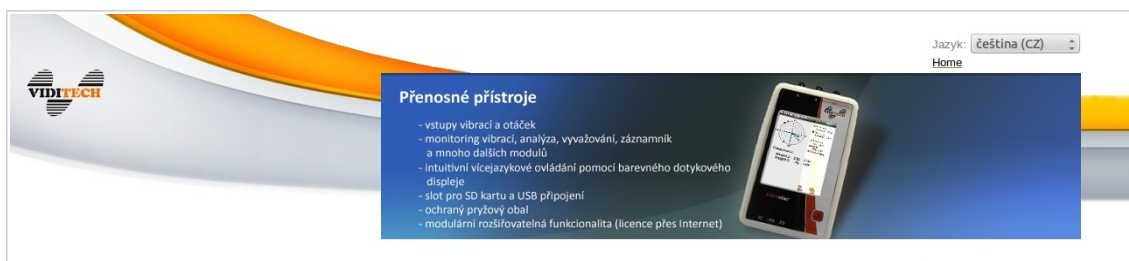 Jazyk: čeština (CZ)
Home
VIDITECH
Přenosné přístroje
- vstupy vibrací a otáček
- monitoring vibrací, analýza, vyvažování, záznamník
a mnoho dalších modulů
- intuitivní vícejazykové ovládání pomocí barevného dotykového
displeje
- slot pro SD kartu a USB připojení
- ochraný pryžový obal
- modulární rozšiřovatelná funkcionalita (licence přes Internet)